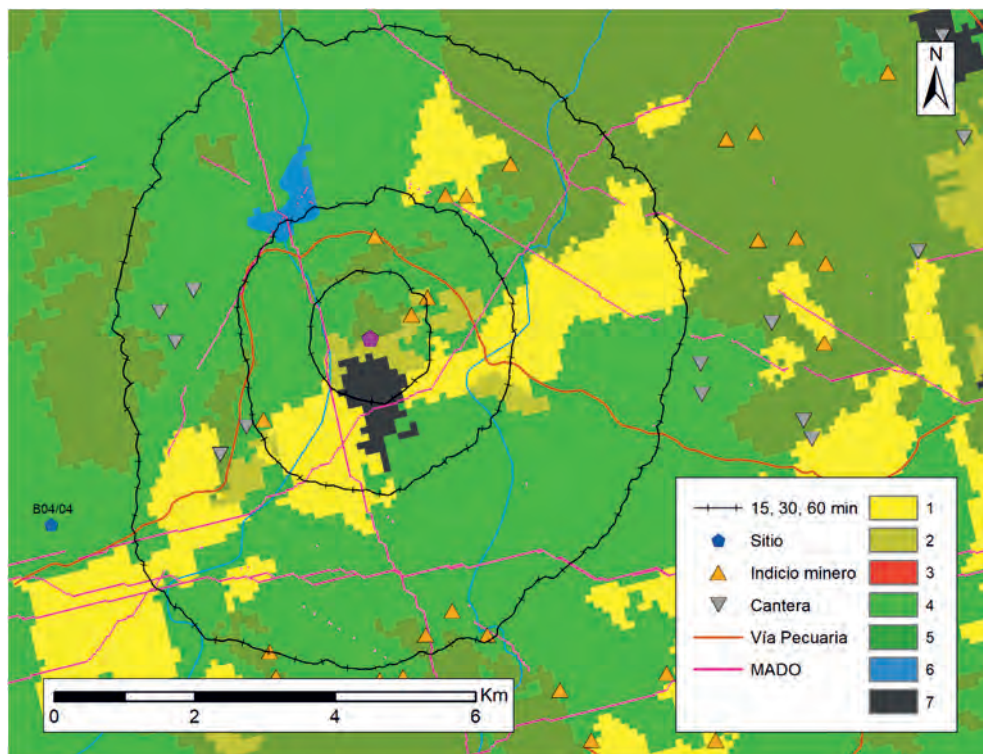 N
B04/04
15, 30, 60 min
Sitio
Indicio minero
Cantera
Vía Pecuaria
MADO
1
2
3
4
5
6
7
Km
0 2 4 6